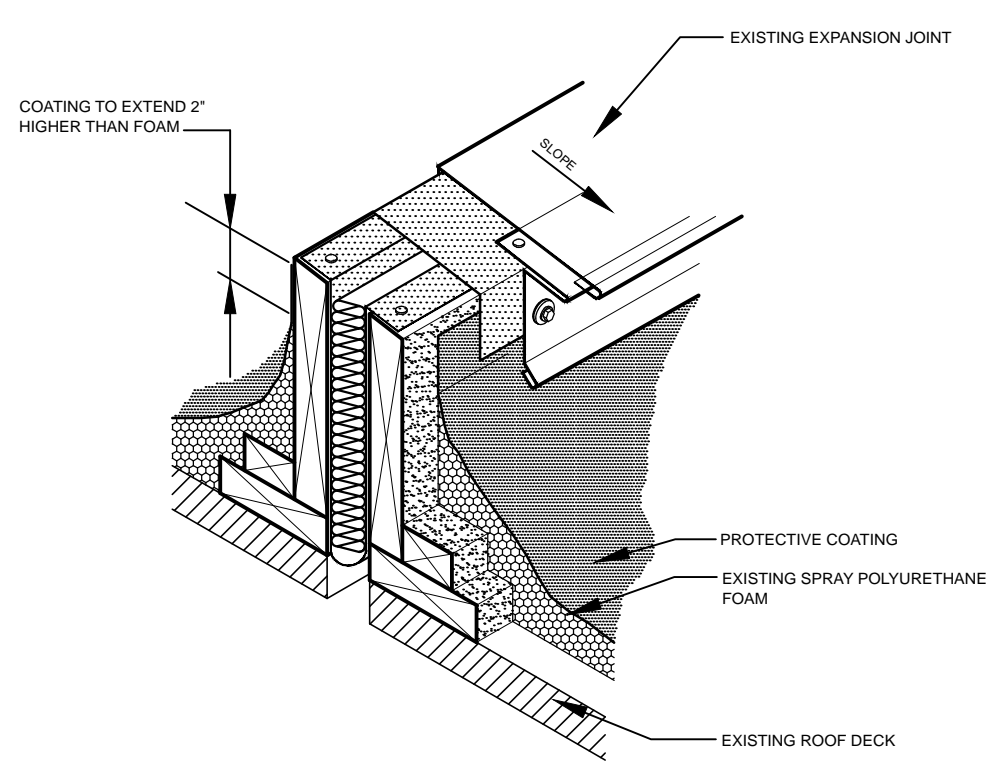 EXISTING EXPANSION JOINT
COATING TO EXTEND 2"
HIGHER THAN FOAM
SLOPE
PROTECTIVE COATING
EXISTING SPRAY POLYURETHANE
FOAM
EXISTING ROOF DECK